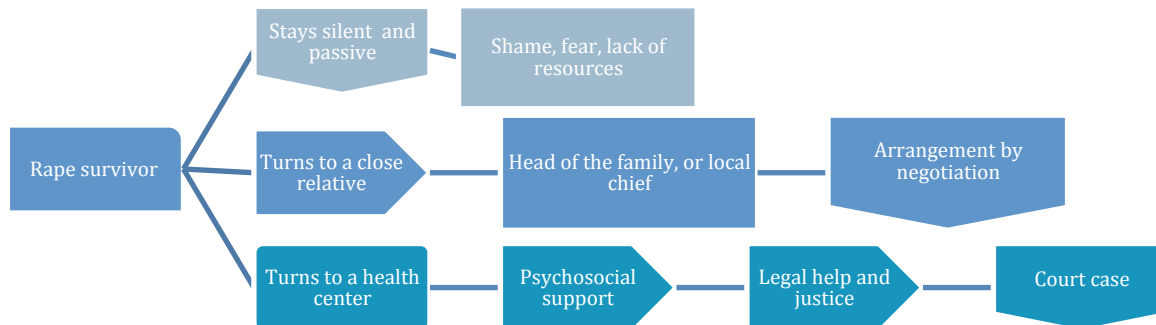 Stays silent and
passive
Shame, fear, lack of
resources
Rape survivor
Turns to a close
relative
Head of the family, or local
chief
Arrangement by
negotiation
Turns to a health
center
Psychosocial
support
Legal help and
justice
Court case